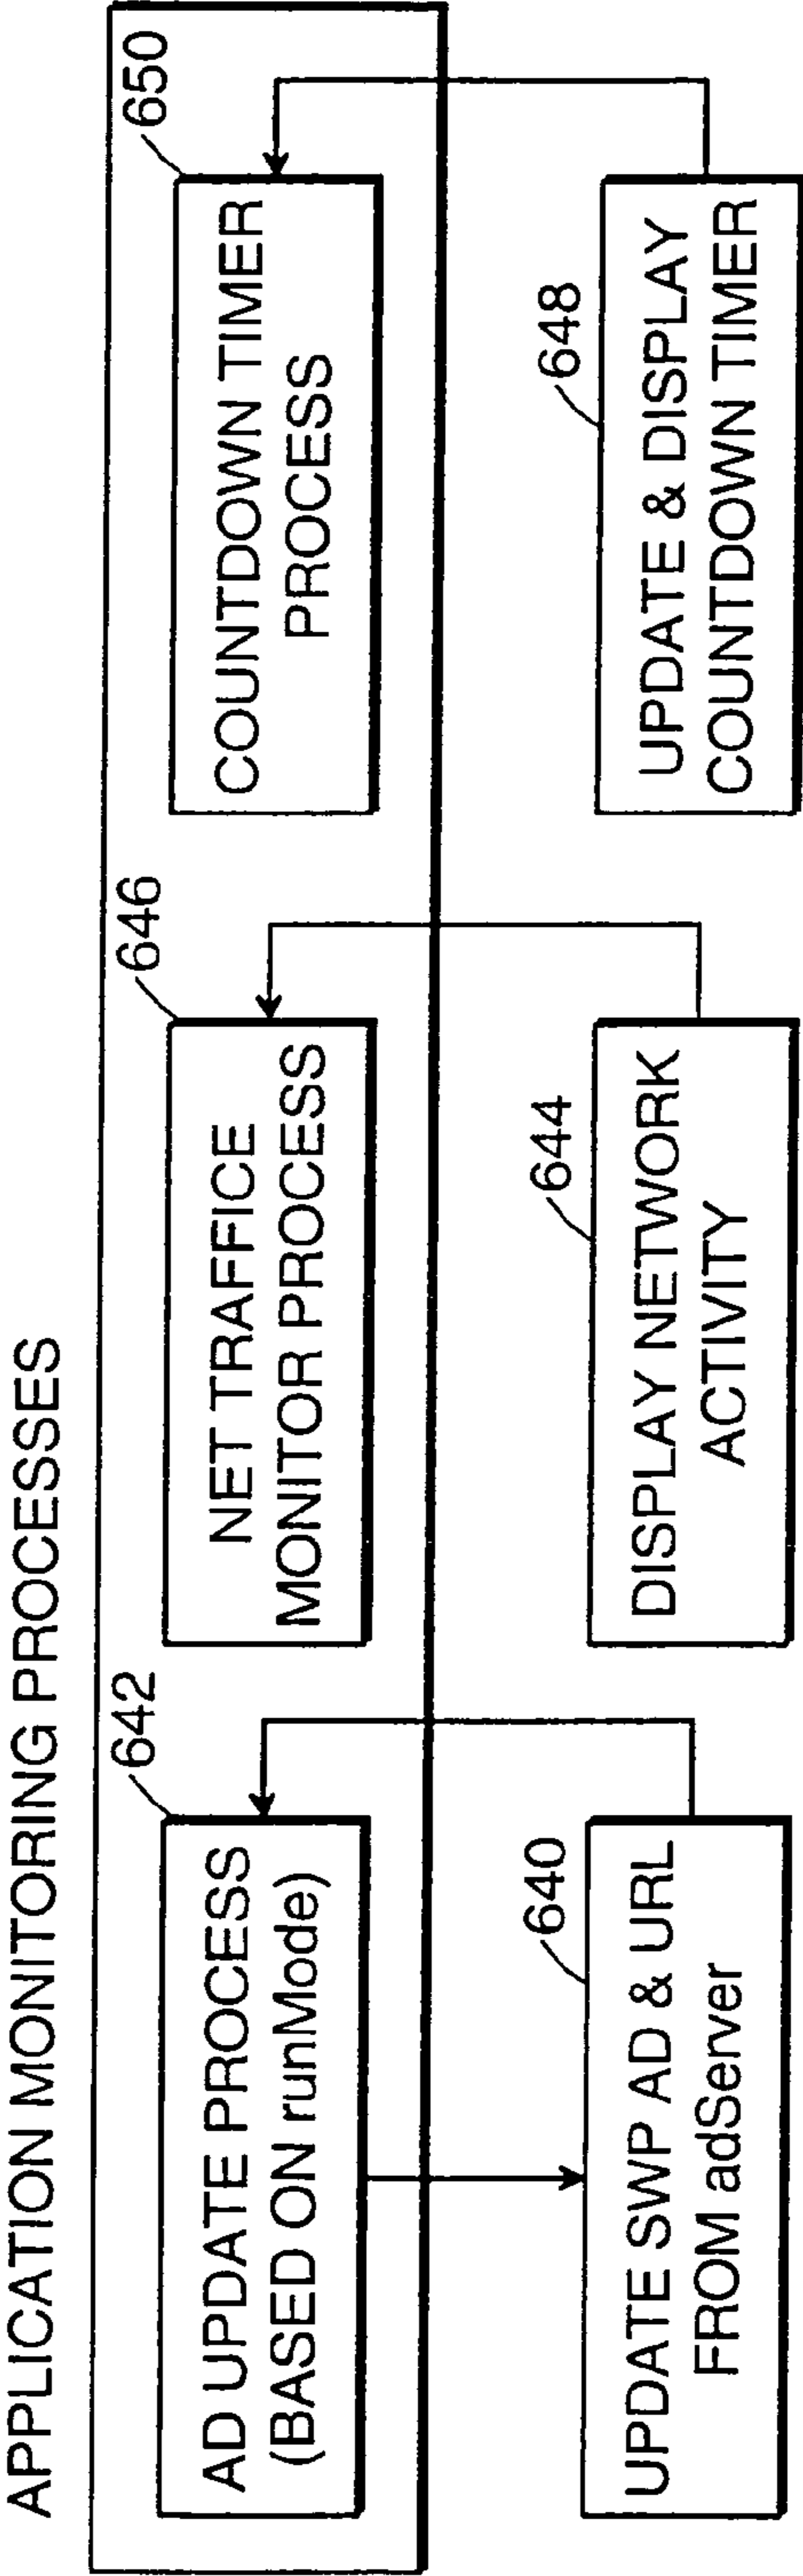 APPLICATION MONITORING PROCESSES
642
AD UPDATE PROCESS
(BASED ON runMode)
646
NET TRAFFICE
MONITOR PROCESS
650
COUNTDOWN TIMER
PROCESS
640
UPDATE SWP AD & URL
FROM adServer
644
DISPLAY NETWORK
ACTIVITY
648
UPDATE & DISPLAY
COUNTDOWN TIMER